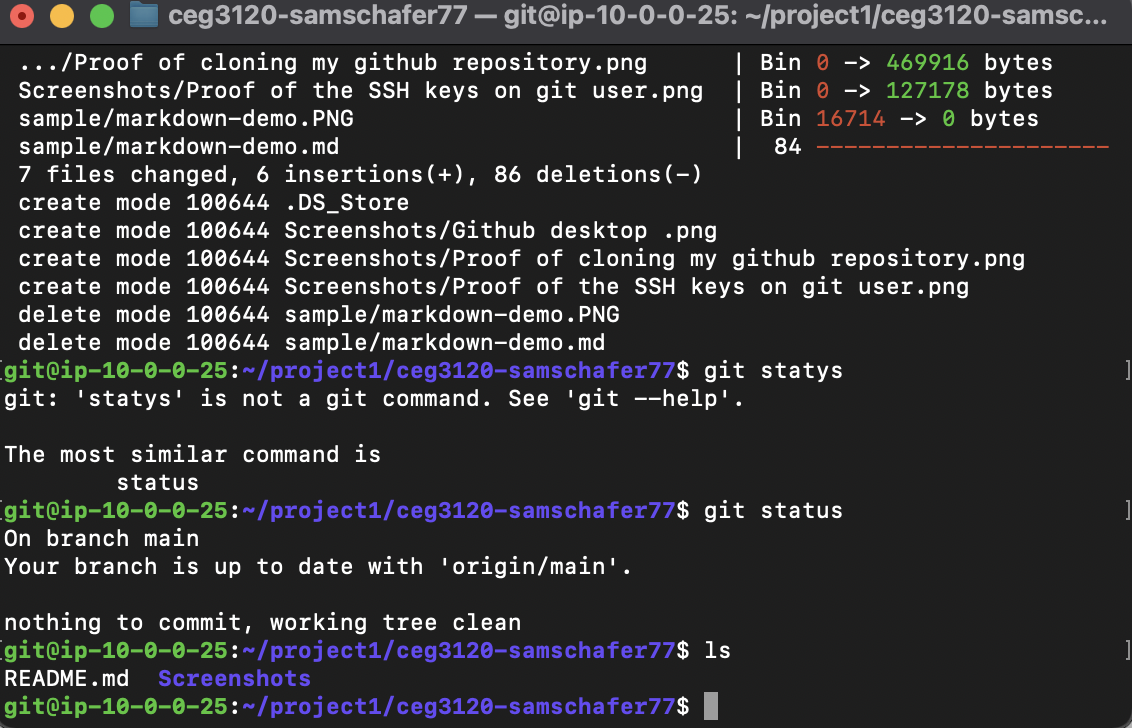 ceg3120-samschafer77 — git@ip-10-0-0-25: ~/project1/ceg3120-samsc...
.../Proof of cloning my github repository.png | Bin 0 -> 469916 bytes
Screenshots/Proof of the SSH keys on git user.png | Bin 0 -> 127178 bytes
sample/markdown-demo.PNG | Bin 16714 -> 0 bytes
sample/markdown-demo.md | 84 ---------------------
7 files changed, 6 insertions(+), 86 deletions(-)
create mode 100644 .DS_Store
create mode 100644 Screenshots/Github desktop .png
create mode 100644 Screenshots/Proof of cloning my github repository.png
create mode 100644 Screenshots/Proof of the SSH keys on git user.png
delete mode 100644 sample/markdown-demo.PNG
delete mode 100644 sample/markdown-demo.md
[git@ip-10-0-0-25:~/project1/ceg3120-samschafer77$ git statys ]
git: 'statys' is not a git command. See 'git --help'.
The most similar command is
status
[git@ip-10-0-0-25:~/project1/ceg3120-samschafer77$ git status ]
On branch main
Your branch is up to date with 'origin/main'.
nothing to commit, working tree clean
[git@ip-10-0-0-25:~/project1/ceg3120-samschafer77$ ls ]
README.md Screenshots
git@ip-10-0-0-25:~/project1/ceg3120-samschafer77$